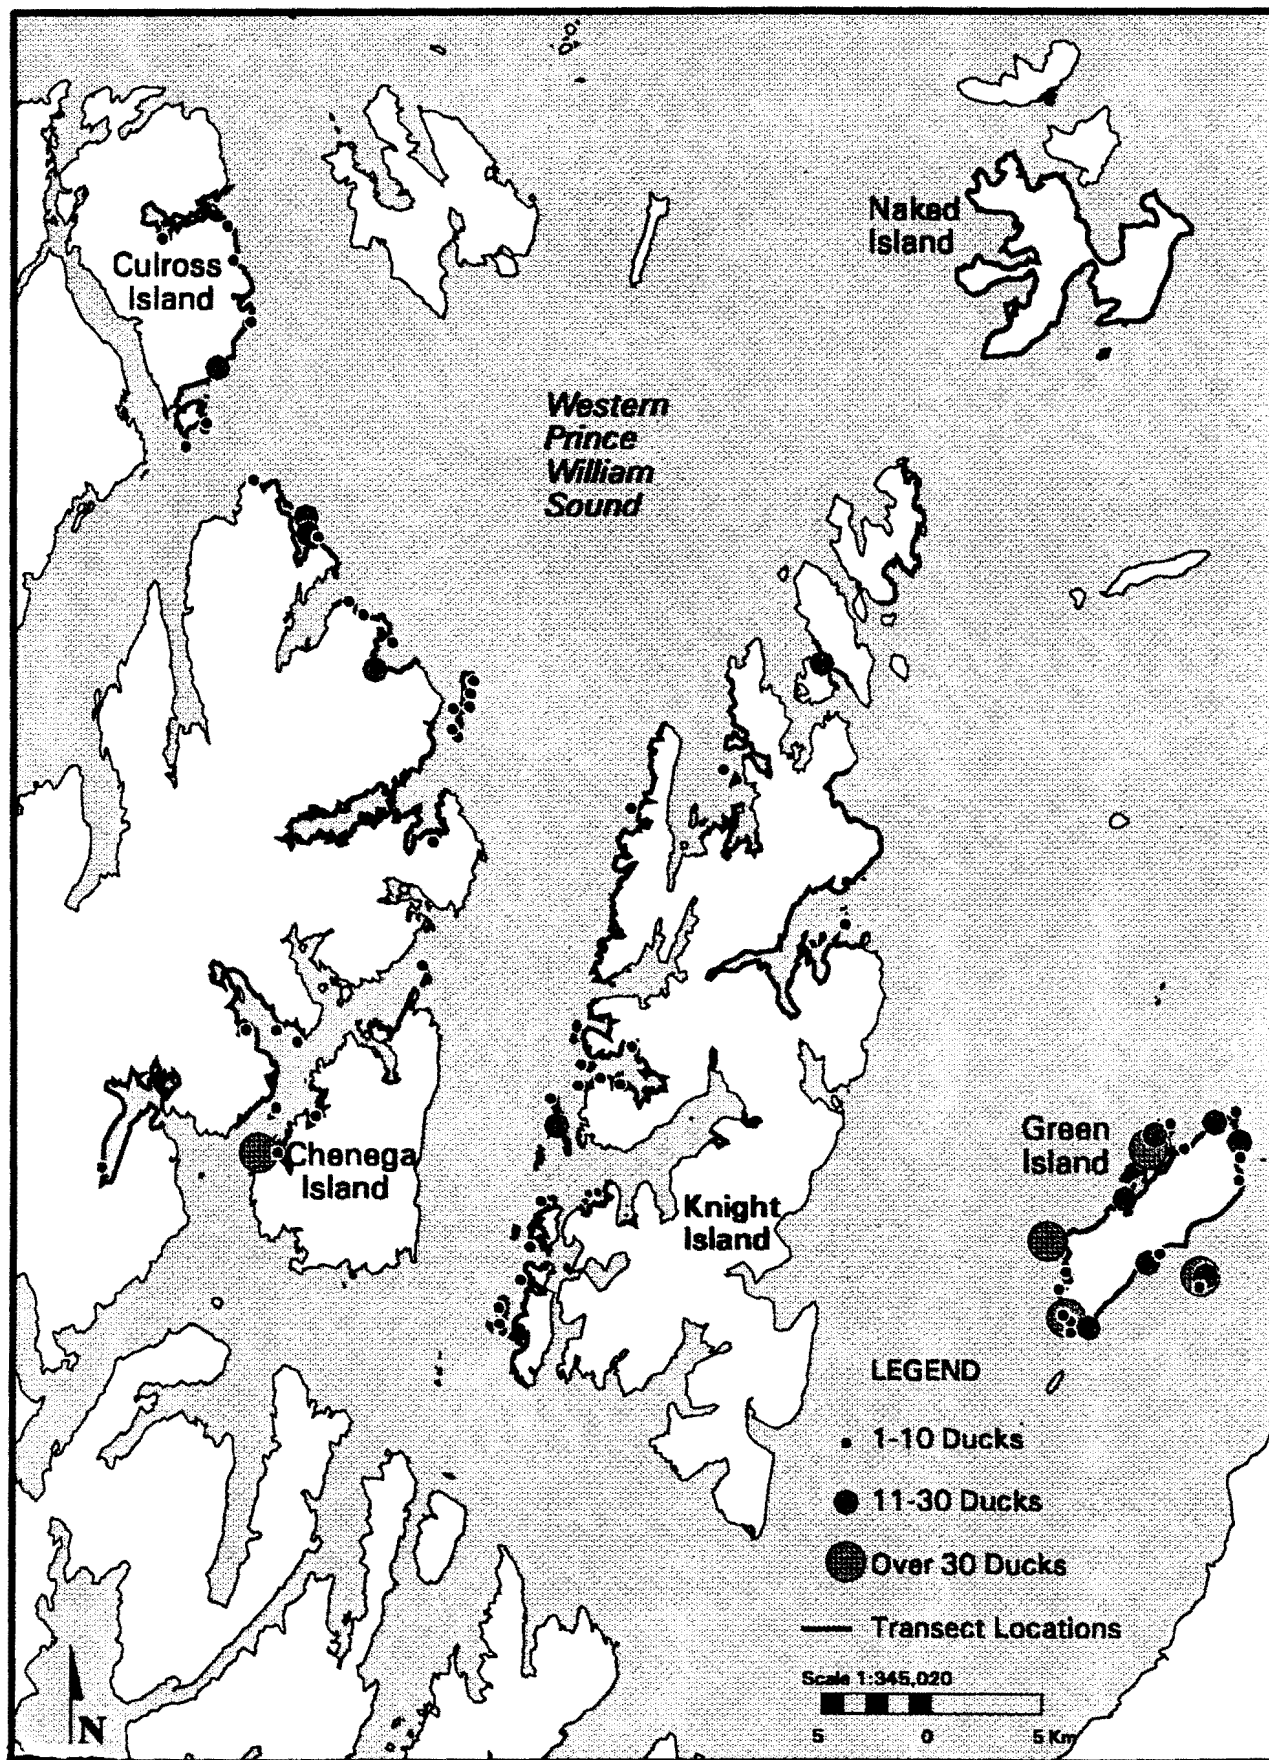 Naked
Island
Culross
Island
Western
Prince
William
Sound
Green
Island
Chenega
Island
Knight
Island
LEGEND
1-10 Ducks
11-30 Ducks
Over 30 Ducks
Transect Locations
Scale 1:345,020
5 0 5 Km
N